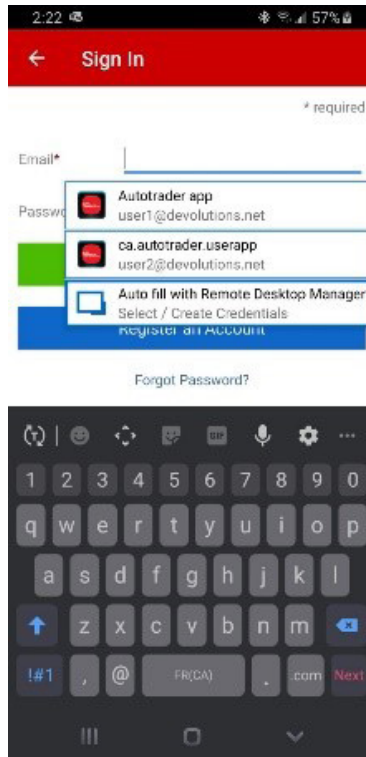 2:22 57%
Sign In
* required
Email*
Autotrader app
user1@devolutions.net
Passwo
ca.autotrader.userapp
user2@devolutions.net
Auto fill with Remote Desktop Manager
Select / Create Credentials
Register an Account
Forgot Password?
GIF
1 2 3 4 5 6 7 8 9 0
q w e r t y u i o p
a s d f g h j k l
z x c v b n m
!#1 , @ FR(CA) . .com Next